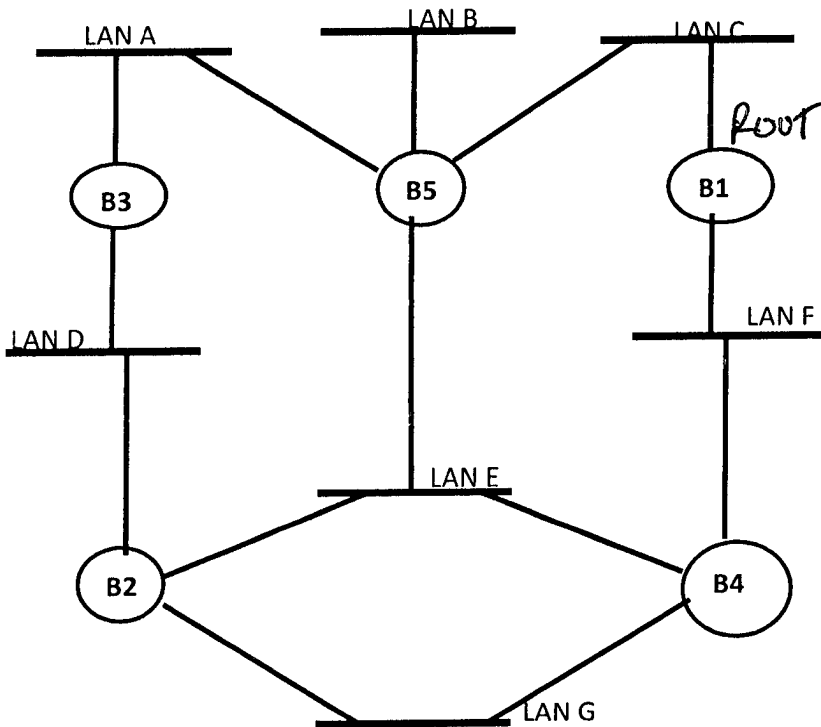 LAN A
LAN B
LAN C
ROOT
B3
B5
B1
LAN D
LAN F
LAN E
B2
B4
LAN G